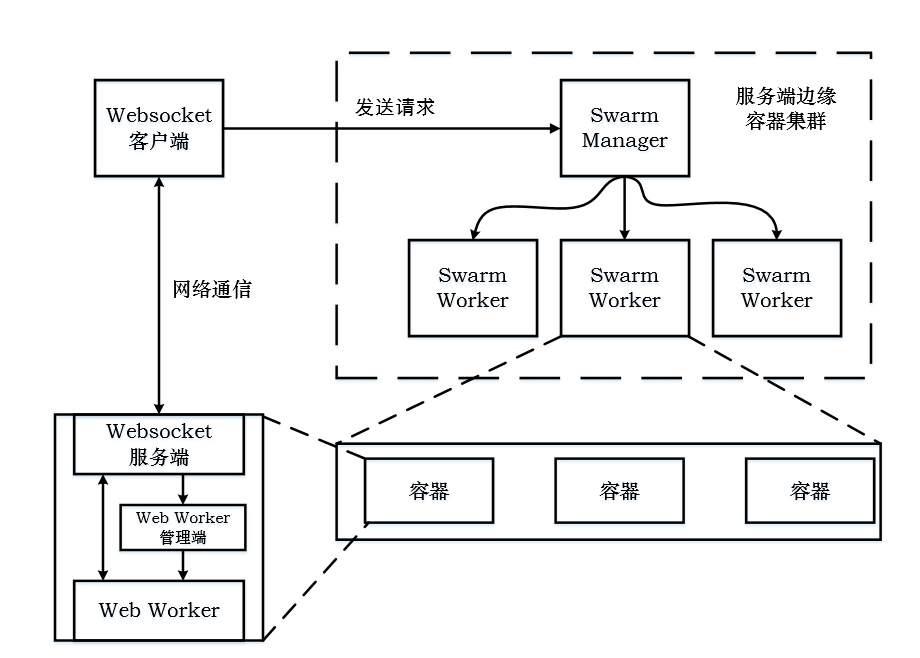 Websocket
客户端
发送请求
Swarm
Manager
服务端边缘
容器集群
Swarm
Worker
Swarm
Worker
Swarm
Worker
网络通信
Websocket
服务端
Web Worker
管理端
Web Worker
容器
容器
容器